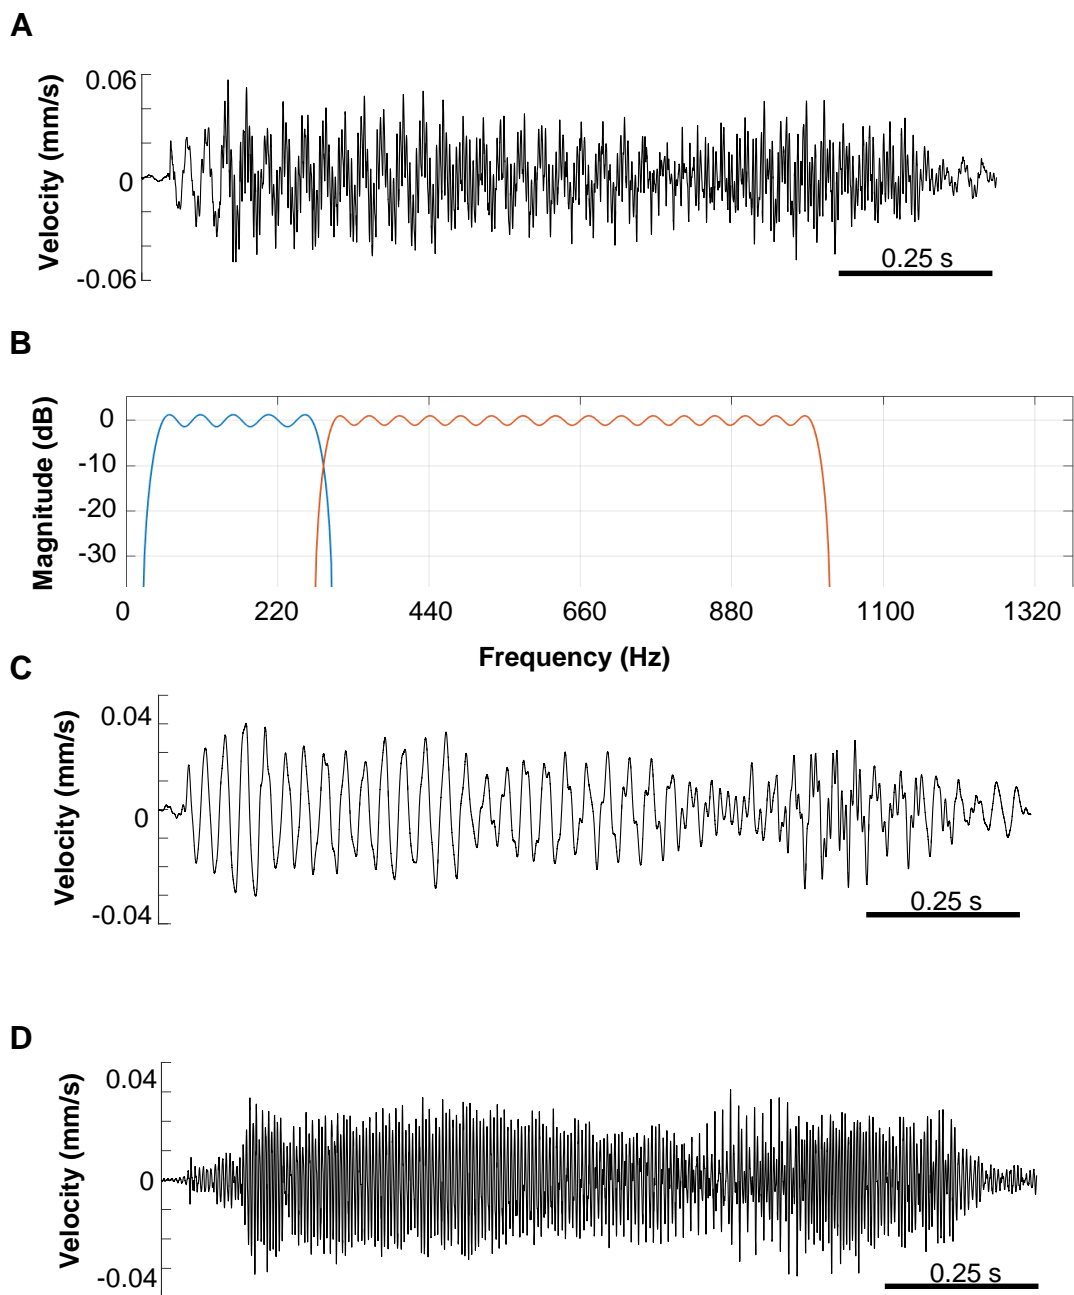 A
Velocity (mm/s)
0.06
0
-0.06
0.25 s
B
Magnitude (dB)
0
-10
-20
-30
0 220 440 660 880 1100 1320
Frequency (Hz)
C
Velocity (mm/s)
0.04
0
-0.04
0.25 s
D
Velocity (mm/s)
0.04
0
-0.04
0.25 s